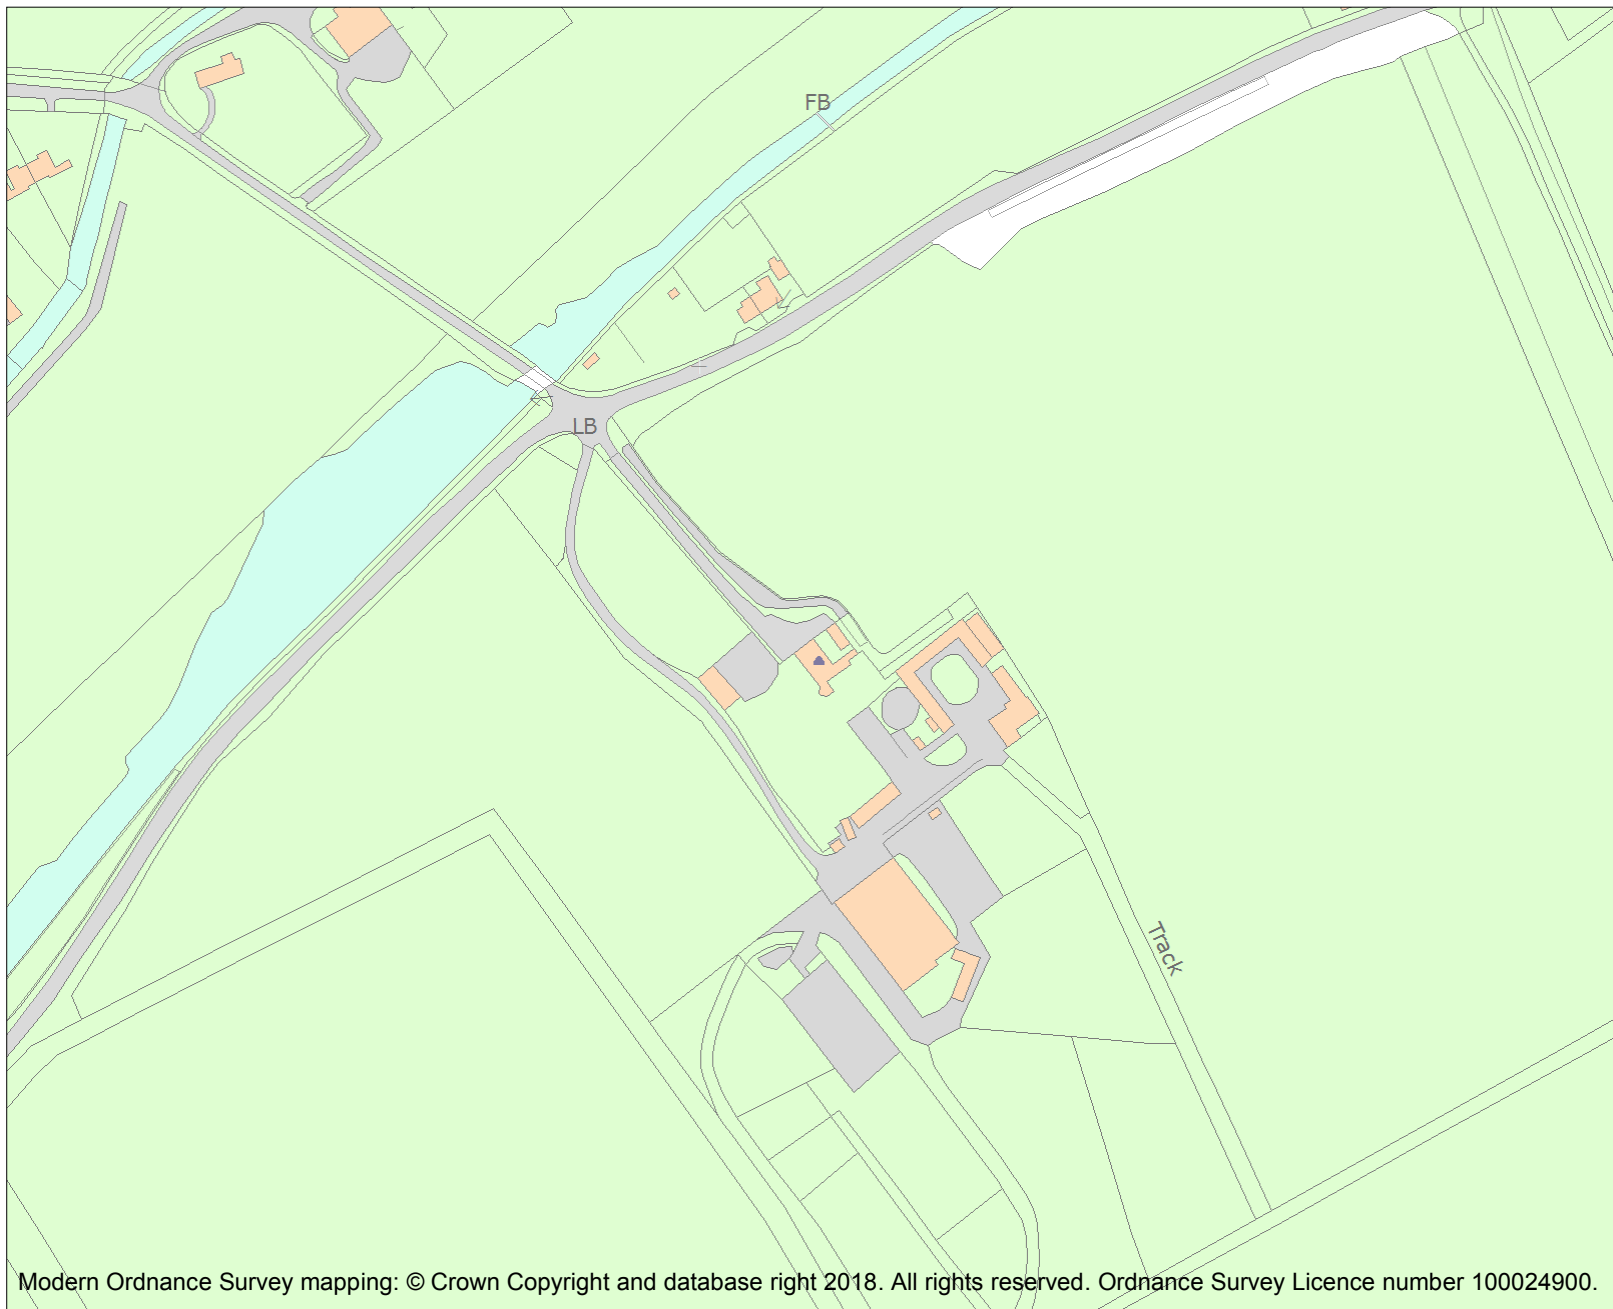 FB
LB
Track
Modern Ordnance Survey mapping: © Crown Copyright and database right 2018. All rights reserved. Ordnance Survey Licence number 100024900.